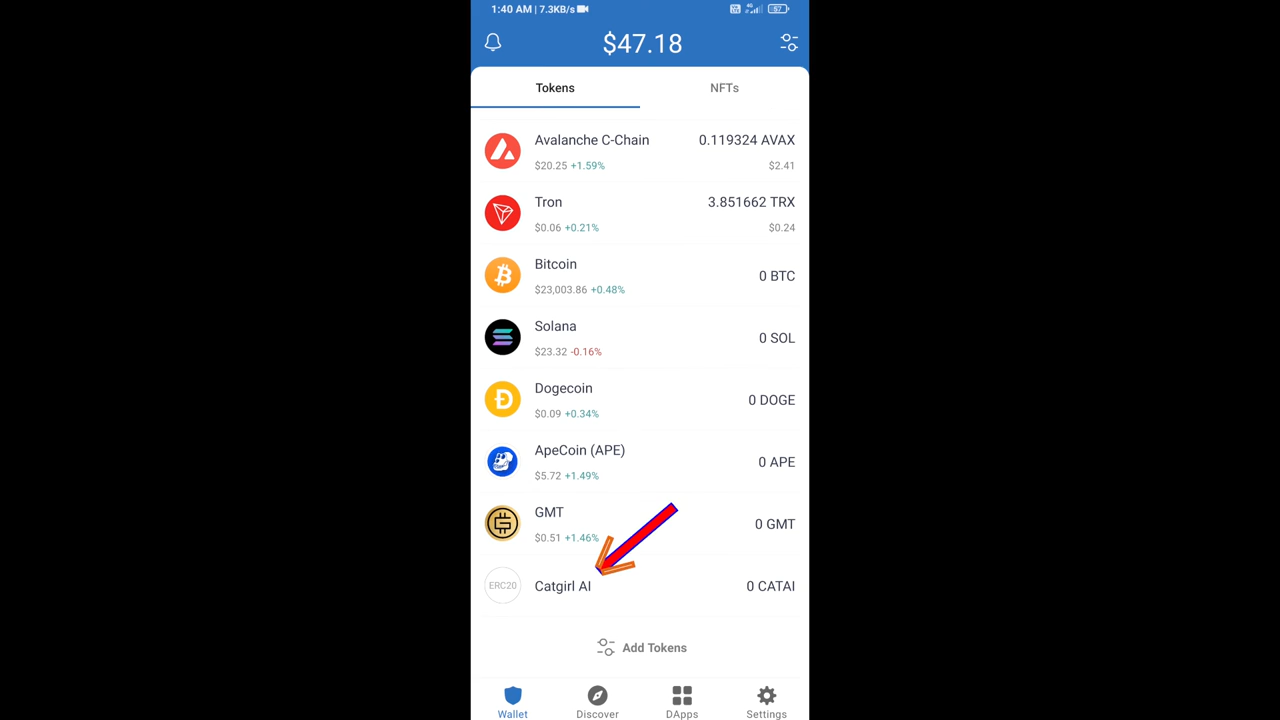 1:40 AM | 7.3KB/s
4G 57
$47.18
Tokens NFTs
Avalanche C-Chain 0.119324 AVAX
$20.25 +1.59% $2.41
Tron 3.851662 TRX
$0.06 +0.21% $0.24
Bitcoin 0 BTC
$23,003.86 +0.48%
Solana 0 SOL
$23.32 -0.16%
Dogecoin 0 DOGE
$0.09 +0.34%
ApeCoin (APE) 0 APE
$5.72 +1.49%
GMT 0 GMT
$0.51 +1.46%
ERC20 Catgirl AI 0 CATAI
Add Tokens
Wallet Discover DApps Settings